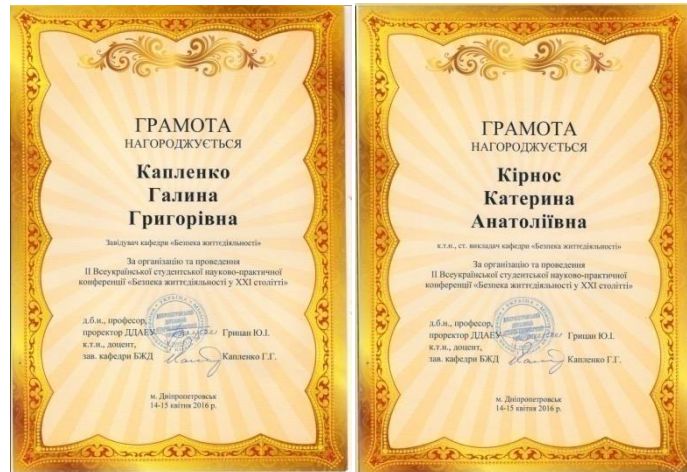 ГРАМОТА
НАГОРОДЖУЄТЬСЯ
Капленко
Галина
Григорівна
Завідувач кафедри «Безпека життєдіяльності»
За організацію та проведення
II Всеукраїнської студентської науково-практичної
конференції «Безпека життєдіяльності у XXI столітті»
д.б.н., професор,
проректор ДДАЕУ Грицан Ю.І.
к.т.н., доцент,
зав. кафедри БЖД Капленко Г.Г.
м. Дніпропетровськ
14-15 квітня 2016 р.
ГРАМОТА
НАГОРОДЖУЄТЬСЯ
Кірнос
Катерина
Анатоліївна
к.т.н., ст. викладач кафедри «Безпека життєдіяльності»
За організацію та проведення
II Всеукраїнської студентської науково-практичної
конференції «Безпека життєдіяльності у XXI столітті»
д.б.н., професор,
проректор ДДАЕУ Грицан Ю.І.
к.т.н., доцент,
зав. кафедри БЖД Капленко Г.Г.
м. Дніпропетровськ
14-15 квітня 2016 р.